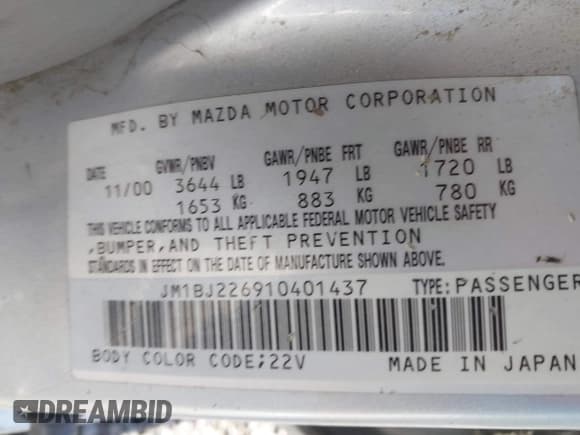 MFD. BY MAZDA MOTOR CORPORATION
DATE GVWR/PNBV GAWR/PNBE FRT GAWR/PNBE RR
11/00 3644 LB 1947 LB 1720 LB
1653 KG 883 KG 780 KG
THIS VEHICLE CONFORMS TO ALL APPLICABLE FEDERAL MOTOR VEHICLE SAFETY
,BUMPER,AND THEFT PREVENTION
STANDARDS IN EFFECT ON THE DATE OF MANUFACTURE SHOWN ABOVE.
JM1BJ226910401437 TYPE:PASSENGER
BODY COLOR CODE;22V MADE IN JAPAN
DREAMBID